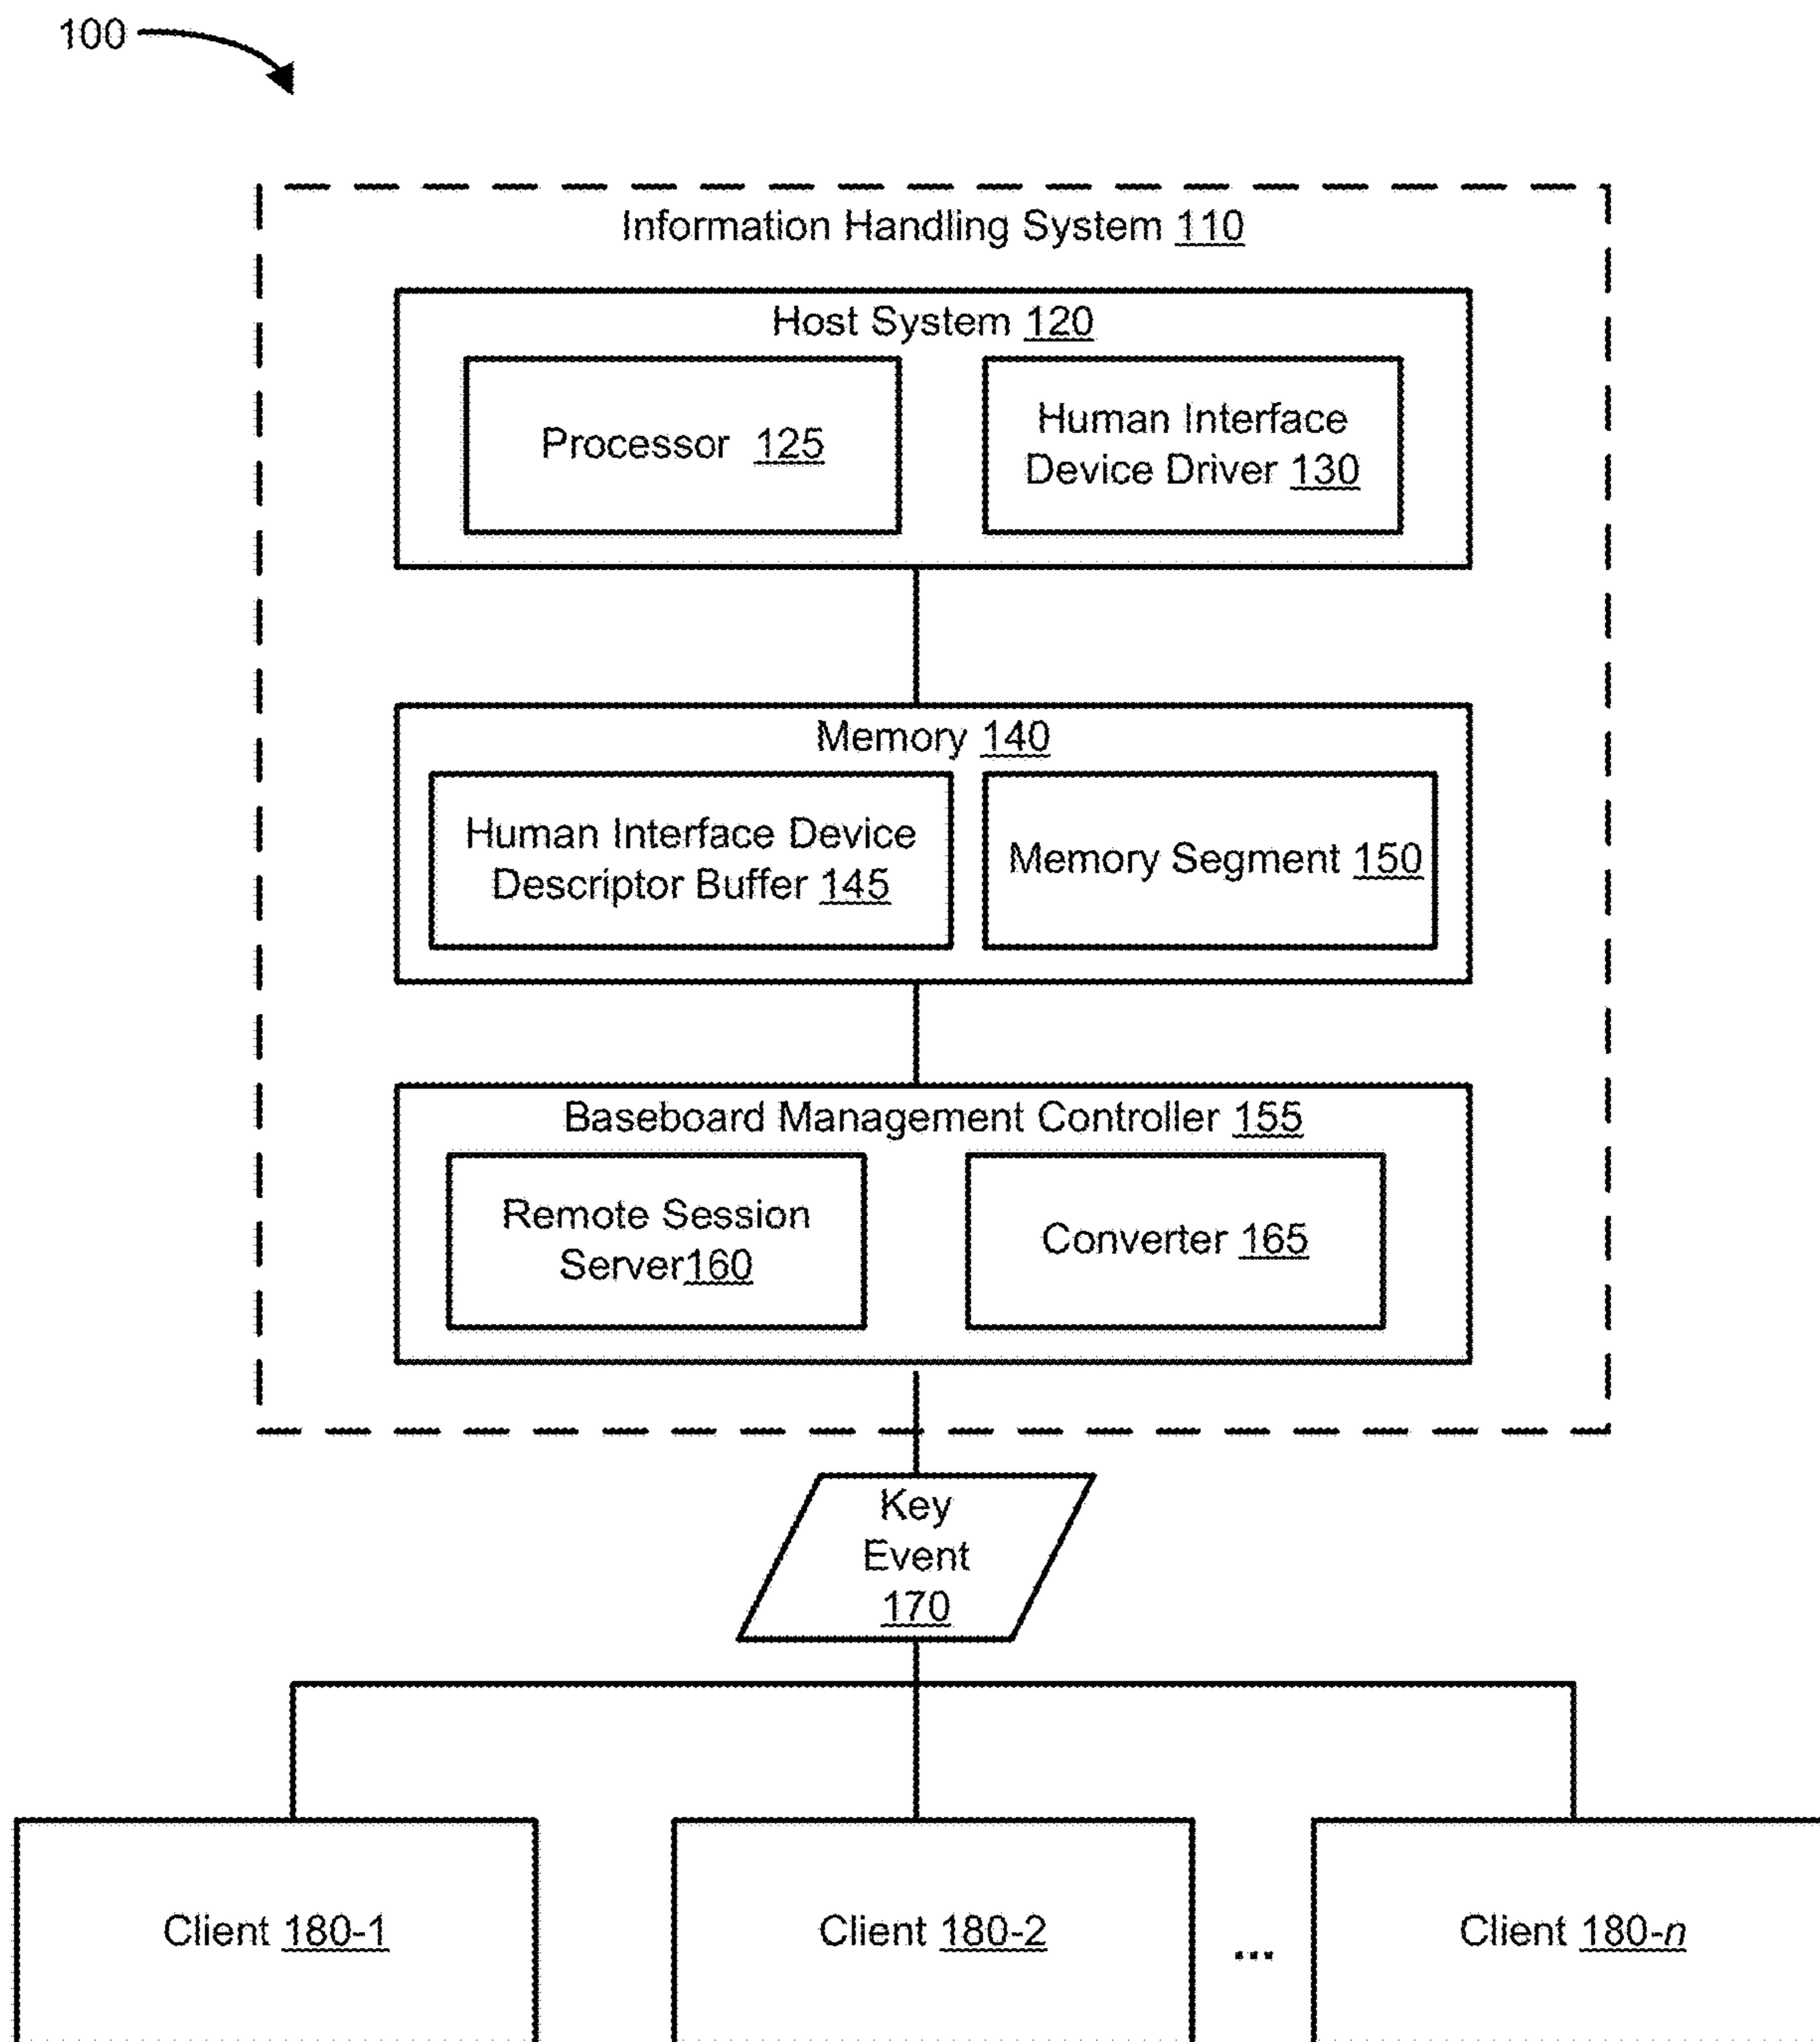 100
Information Handling System 110
Host System 120
Processor 125
Human Interface
Device Driver 130
Memory 140
Human Interface Device
Descriptor Buffer 145
Memory Segment 150
Baseboard Management Controller 155
Remote Session
Server160
Converter 165
Key
Event
170
Client 180-1
Client 180-2
...
Client 180-n